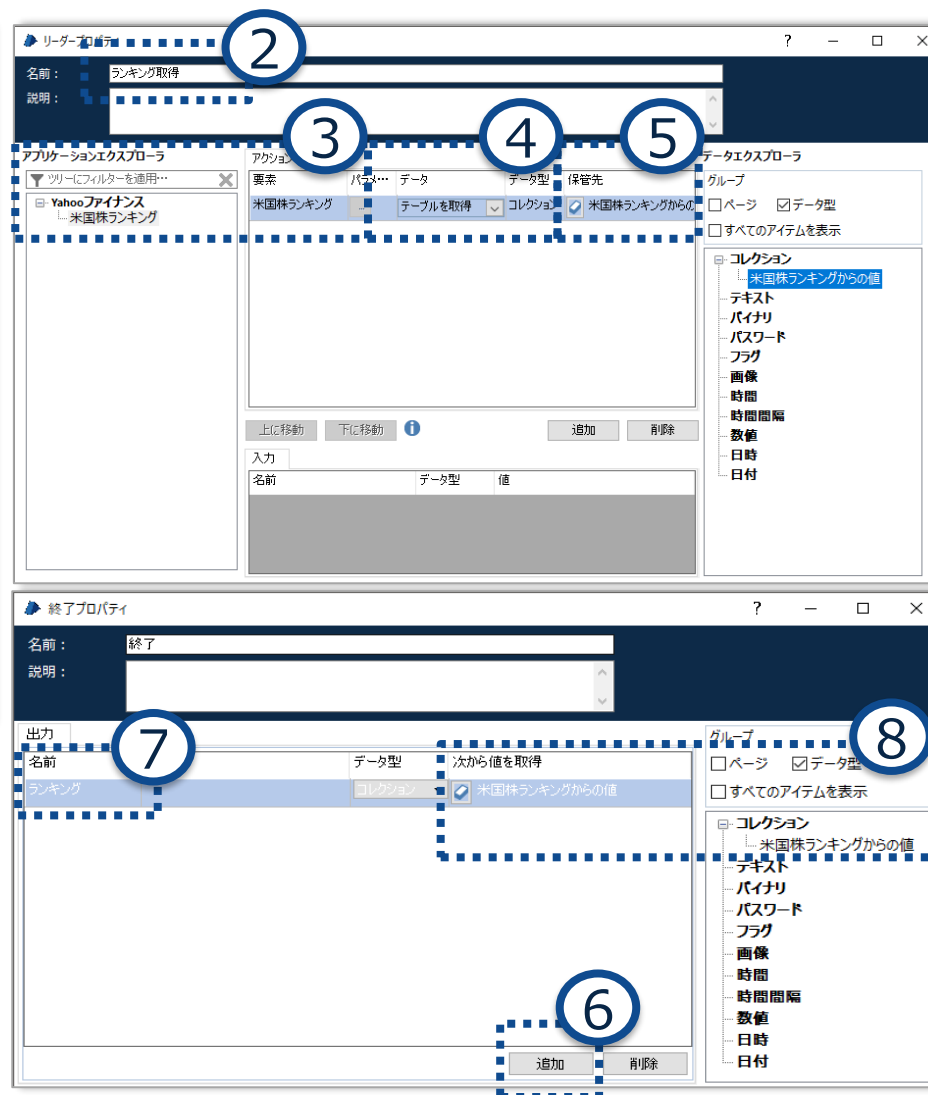 リーダープロパティ
②
名前：
ランキング取得
説明：
③
④
⑤
アプリケーションエクスプローラ
ツリーにフィルターを適用…
Yahooファイナンス
米国株ランキング
アクション
要素 パラメ… データ データ型 保管先
米国株ランキング ... テーブルを取得 コレクション 米国株ランキングからの
上に移動 下に移動 追加 削除
入力
名前 データ型 値
データエクスプローラ
グループ
ページ データ型
すべてのアイテムを表示
コレクション
米国株ランキングからの値
テキスト
バイナリ
パスワード
フラグ
画像
時間
時間間隔
数値
日時
日付
終了プロパティ
名前：
終了
説明：
出力
⑦
名前 データ型 次から値を取得
ランキング コレクション 米国株ランキングからの値
⑥
追加 削除
グループ
⑧
ページ データ型
すべてのアイテムを表示
コレクション
米国株ランキングからの値
テキスト
バイナリ
パスワード
フラグ
画像
時間
時間間隔
数値
日時
日付